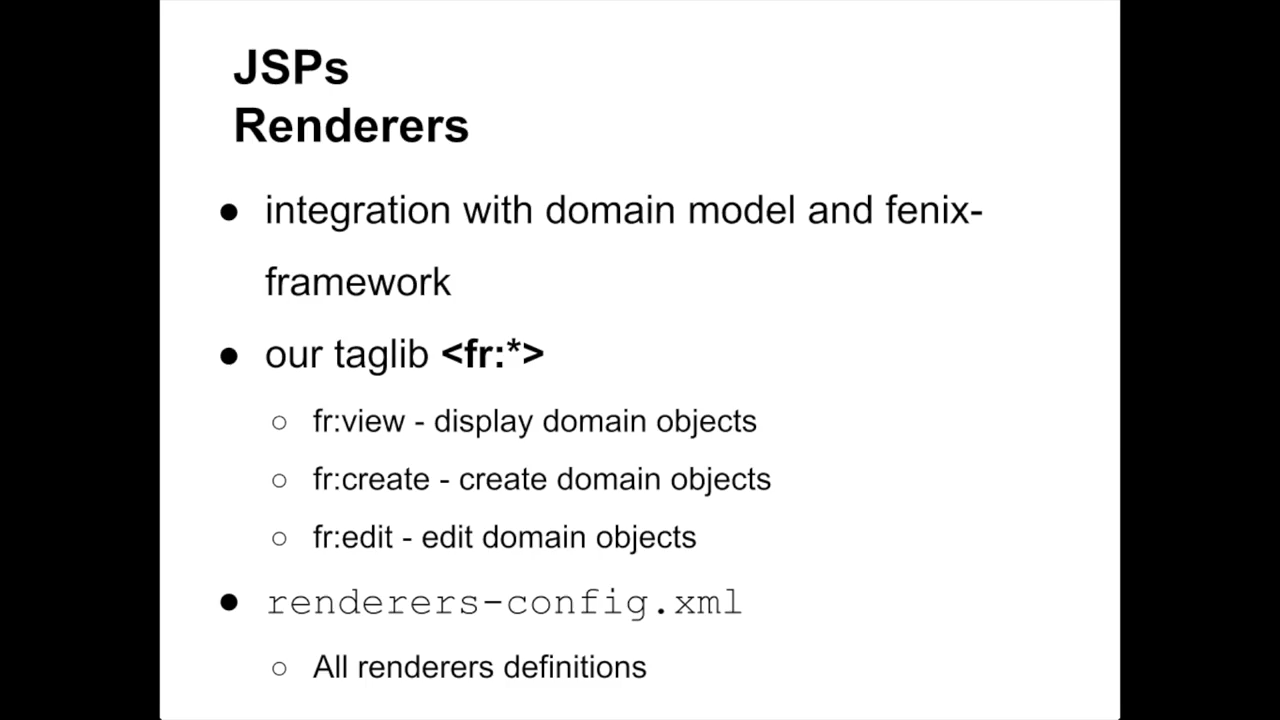 JSPs
Renderers
● integration with domain model and fenix-
framework
● our taglib <fr:*>
○ fr:view - display domain objects
○ fr:create - create domain objects
○ fr:edit - edit domain objects
● renderers-config.xml
○ All renderers definitions